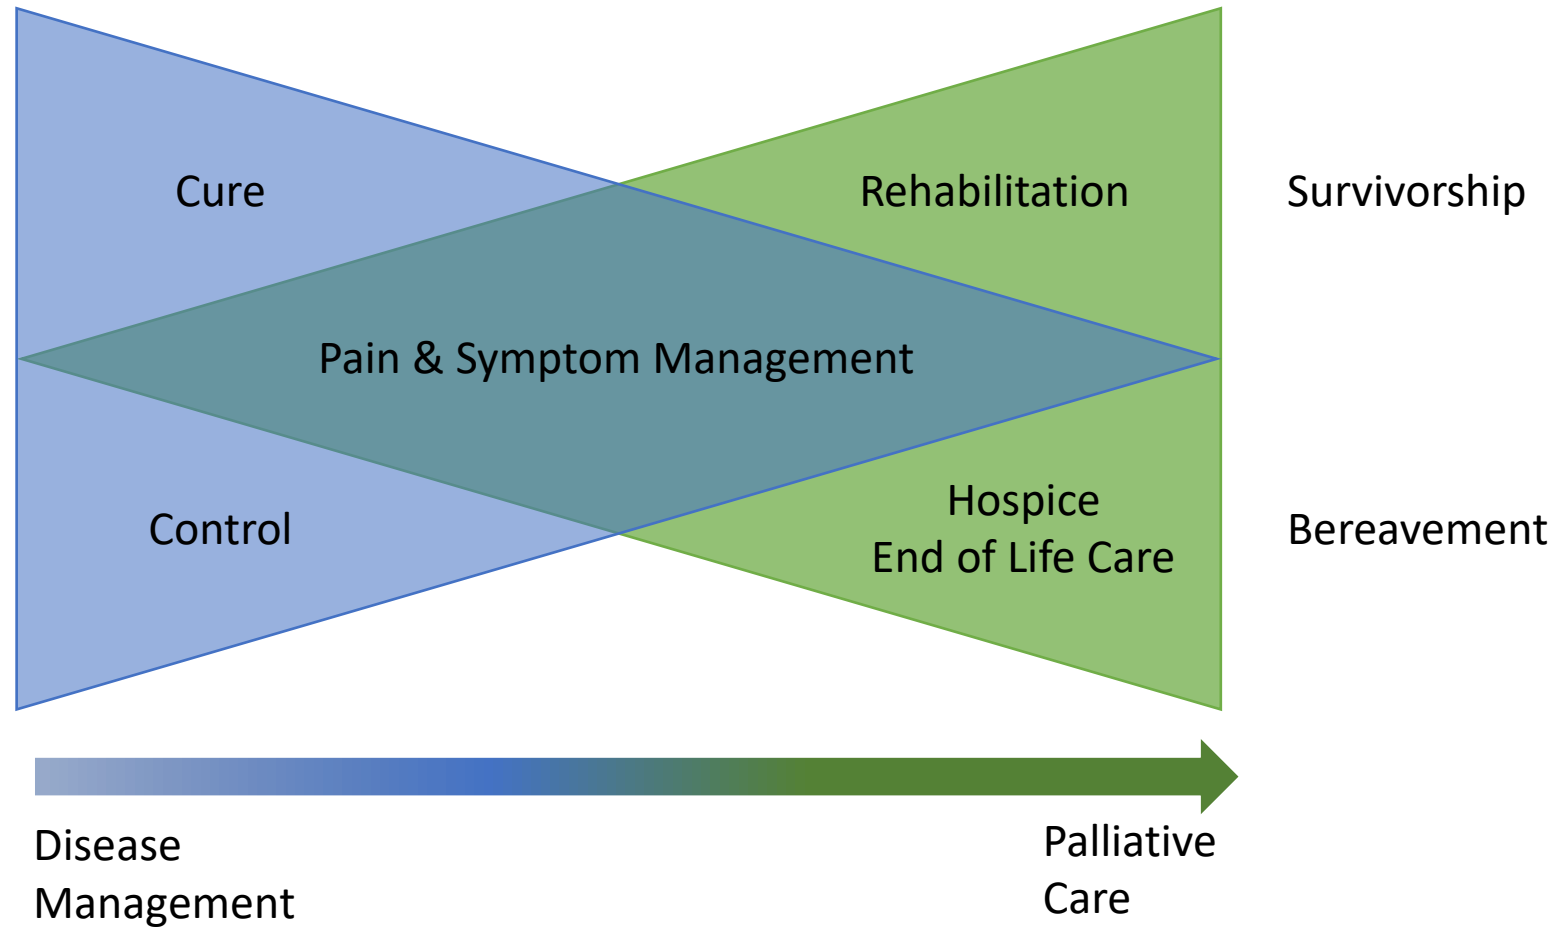 Cure
Rehabilitation
Survivorship
Pain & Symptom Management
Control
Hospice
End of Life Care
Bereavement
Disease
Management
Palliative
Care